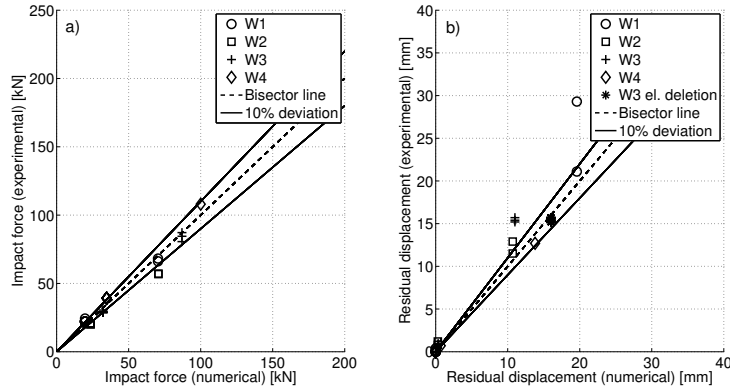 a)
W1
W2
W3
W4
Bisector line
10% deviation
250
200
150
100
50
0
0 50 100 150 200
Impact force (experimental) [kN]
Impact force (numerical) [kN]
b)
W1
W2
W3
W4
W3 el. deletion
Bisector line
10% deviation
40
35
30
25
20
15
10
5
0
0 10 20 30 40
Residual displacement (experimental) [mm]
Residual displacement (numerical) [mm]